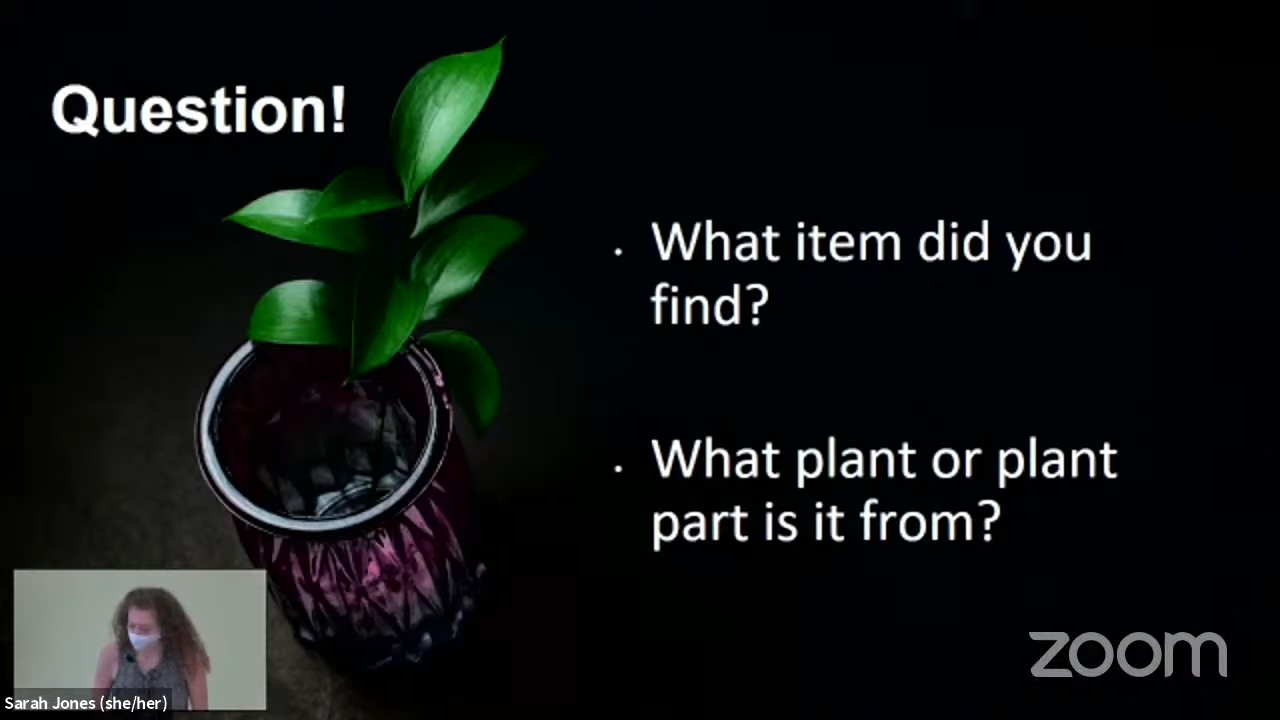 Question!
• What item did you
find?
• What plant or plant
part is it from?
Sarah Jones (she/her)
zoom